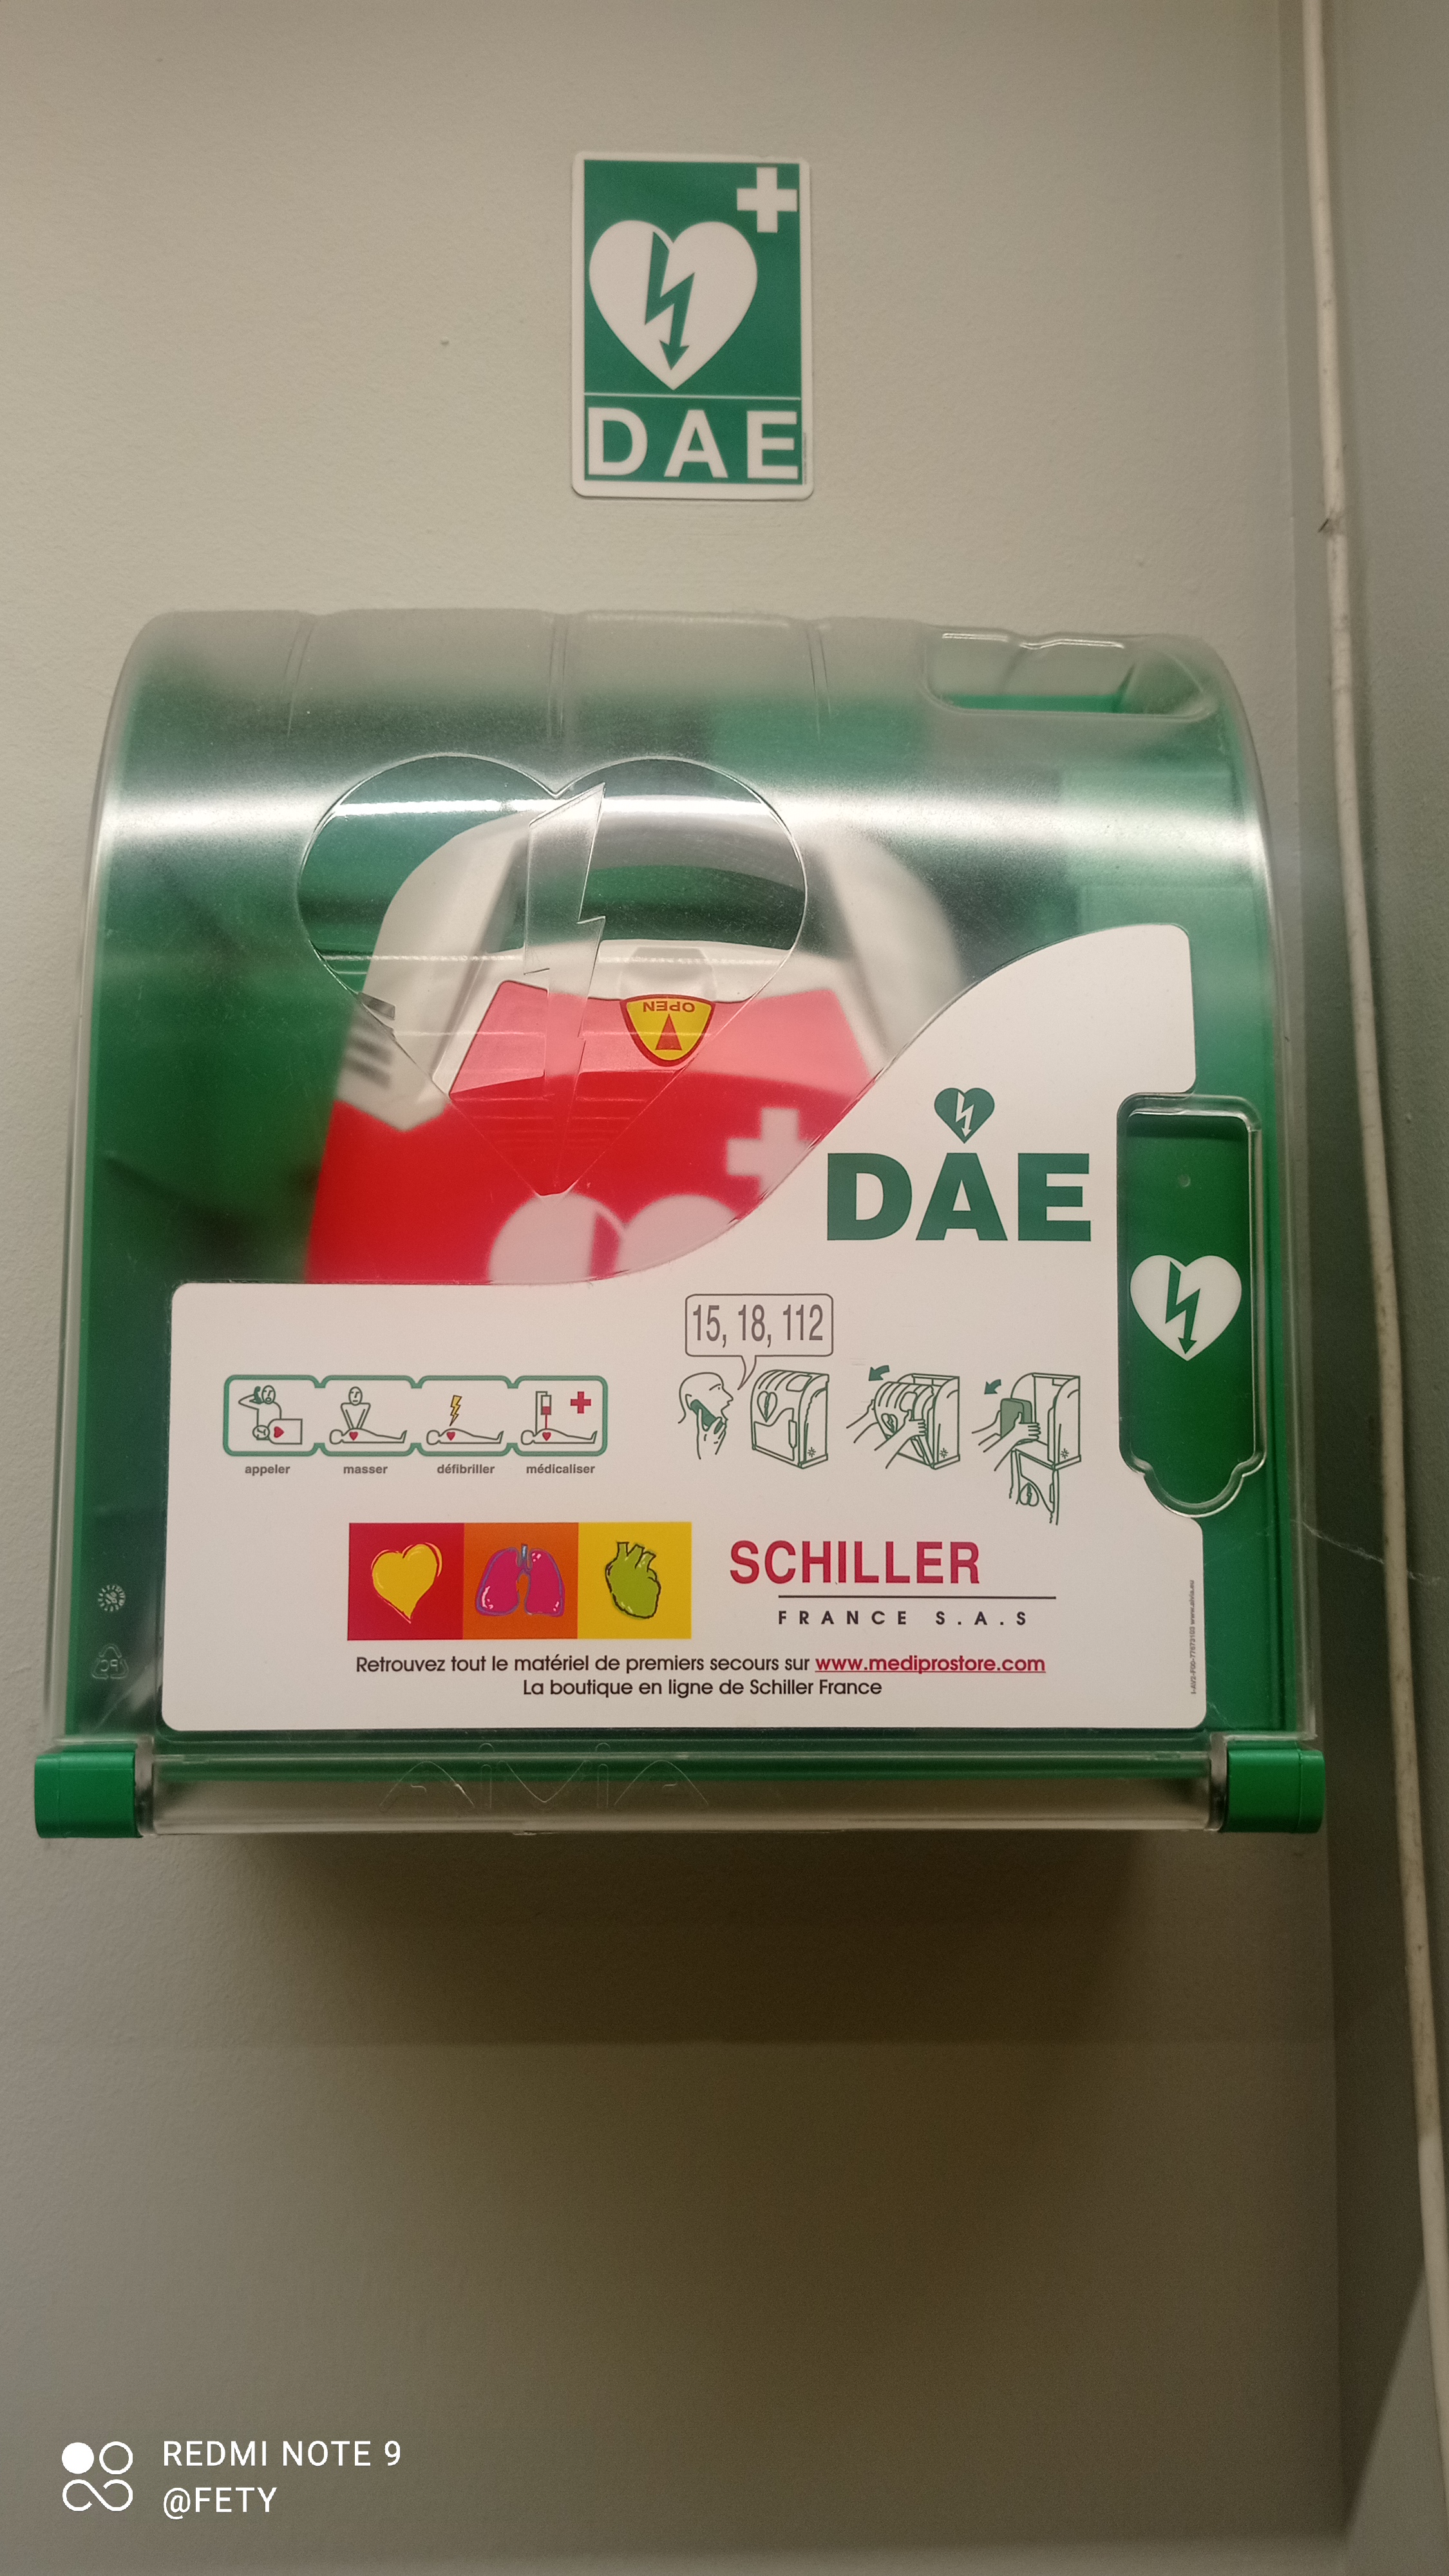 DAE
OPEN
DAE
15, 18, 112
appeler masser défibriller médicaliser
SCHILLER
FRANCE S.A.S
Retrouvez tout le matériel de premiers secours sur www.mediprostore.com
La boutique en ligne de Schiller France
AIVIA
REDMI NOTE 9
@FETY